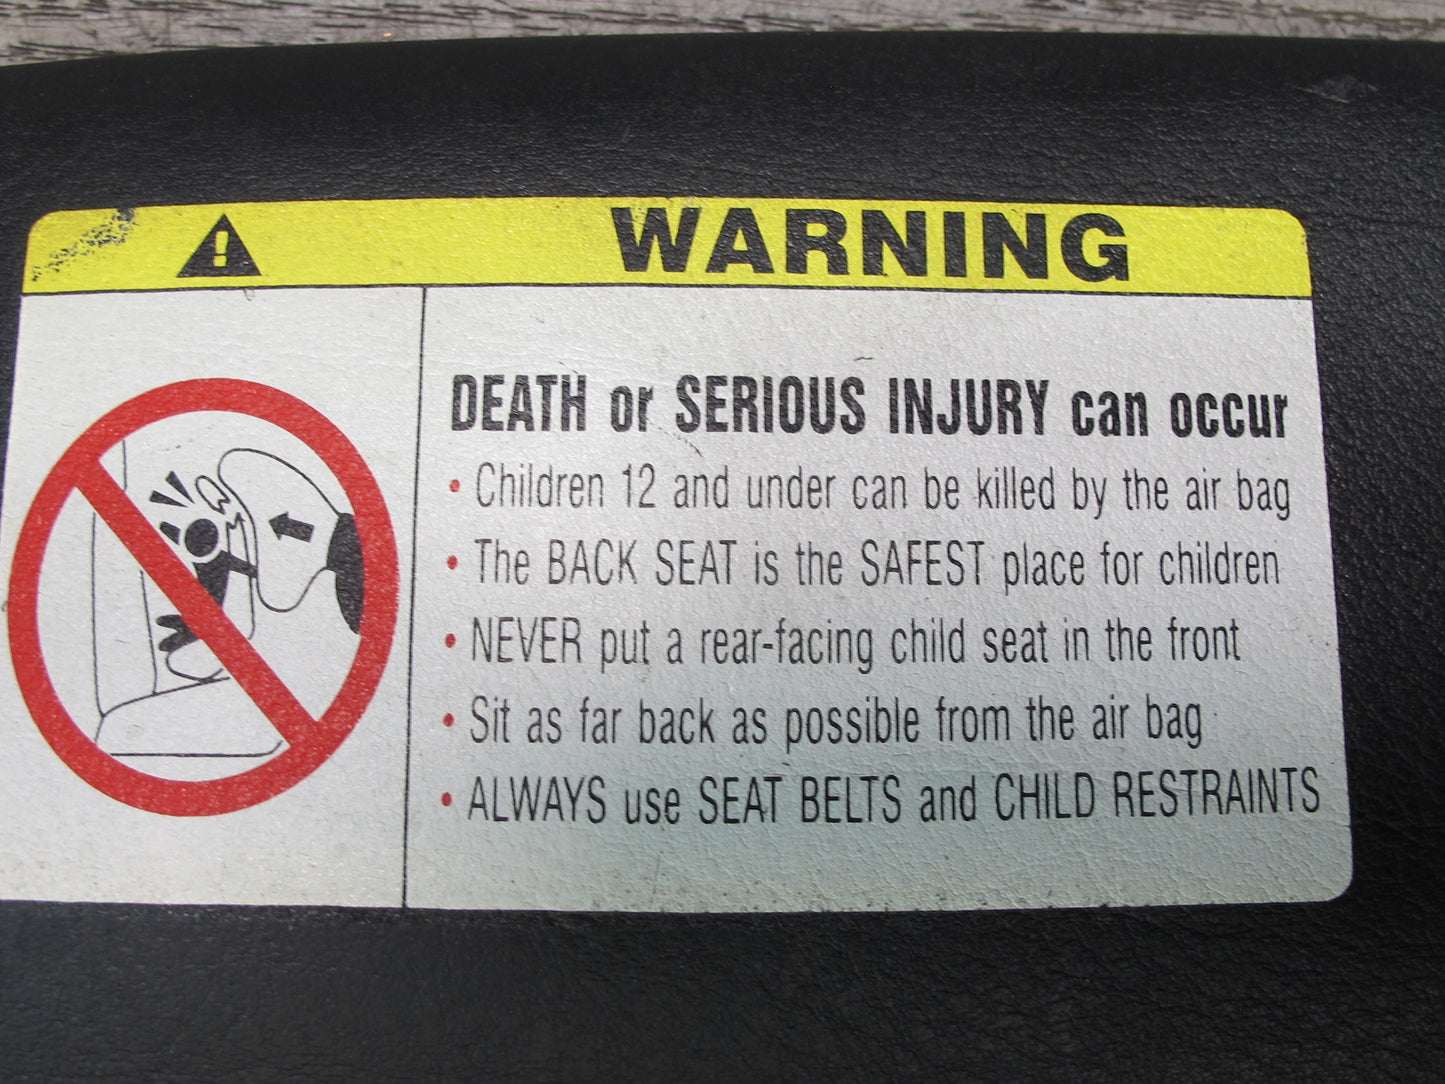 ! WARNING
DEATH or SERIOUS INJURY can occur
• Children 12 and under can be killed by the air bag
• The BACK SEAT is the SAFEST place for children
• NEVER put a rear-facing child seat in the front
• Sit as far back as possible from the air bag
• ALWAYS use SEAT BELTS and CHILD RESTRAINTS